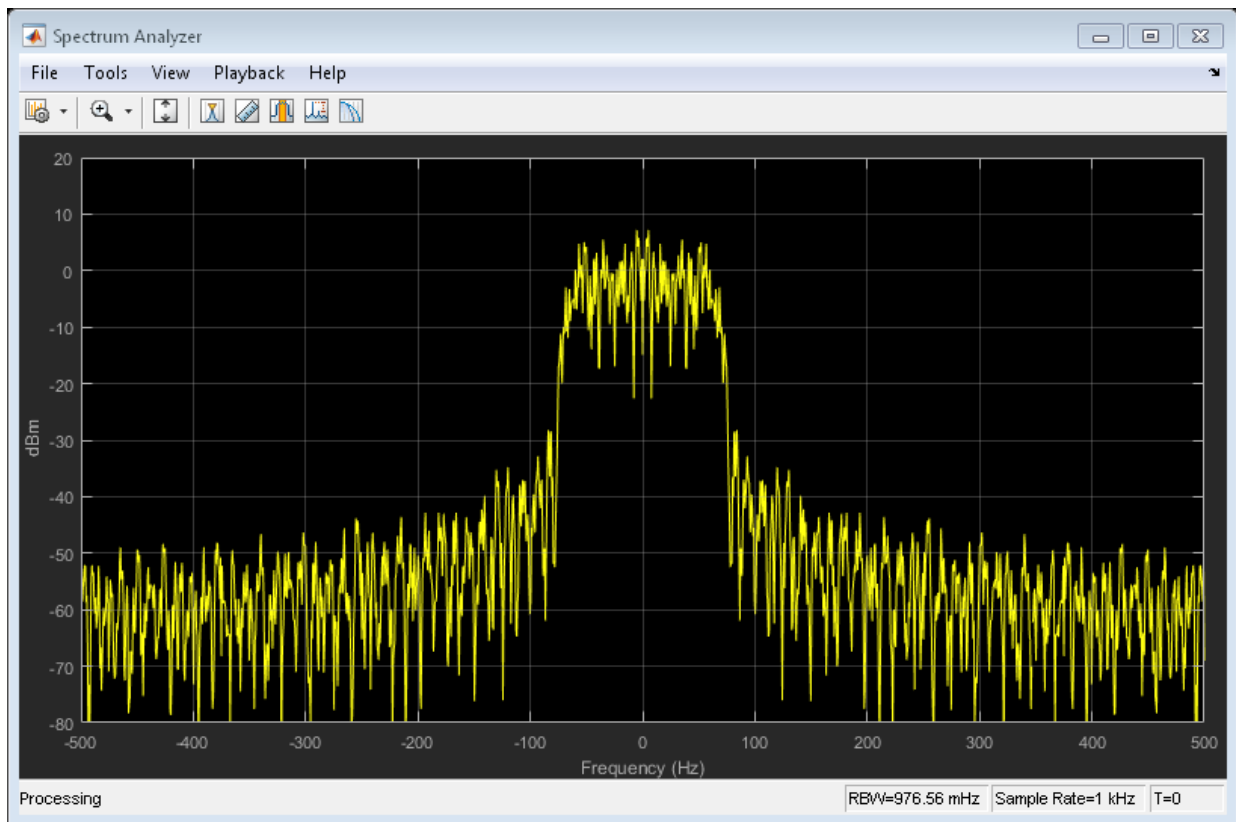 Spectrum Analyzer
File Tools View Playback Help
20
10
0
-10
-20
-30
-40
-50
-60
-70
-80
dBm
-500 -400 -300 -200 -100 0 100 200 300 400 500
Frequency (Hz)
Processing RBW=976.56 mHz Sample Rate=1 kHz T=0